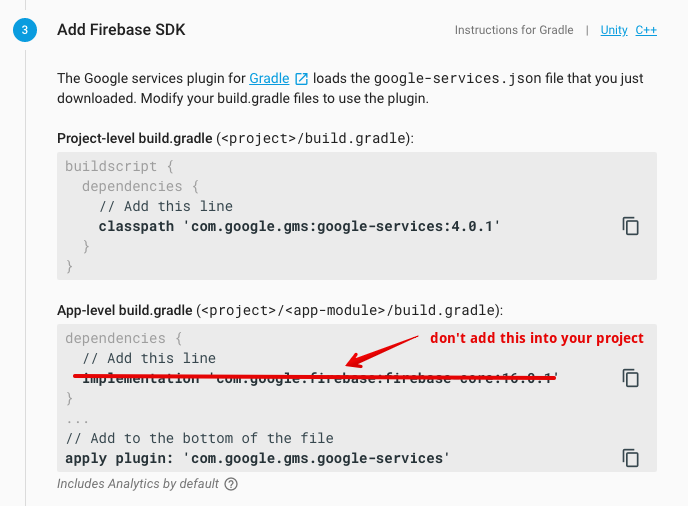 3 Add Firebase SDK Instructions for Gradle | Unity C++
The Google services plugin for Gradle loads the google-services.json file that you just
downloaded. Modify your build.gradle files to use the plugin.
Project-level build.gradle (<project>/build.gradle):
buildscript {
dependencies {
// Add this line
classpath 'com.google.gms:google-services:4.0.1'
}
}
App-level build.gradle (<project>/<app-module>/build.gradle):
dependencies {
don't add this into your project
// Add this line
implementation 'com.google.firebase:firebase-core:16.0.1'
}
...
// Add to the bottom of the file
apply plugin: 'com.google.gms.google-services'
Includes Analytics by default ?